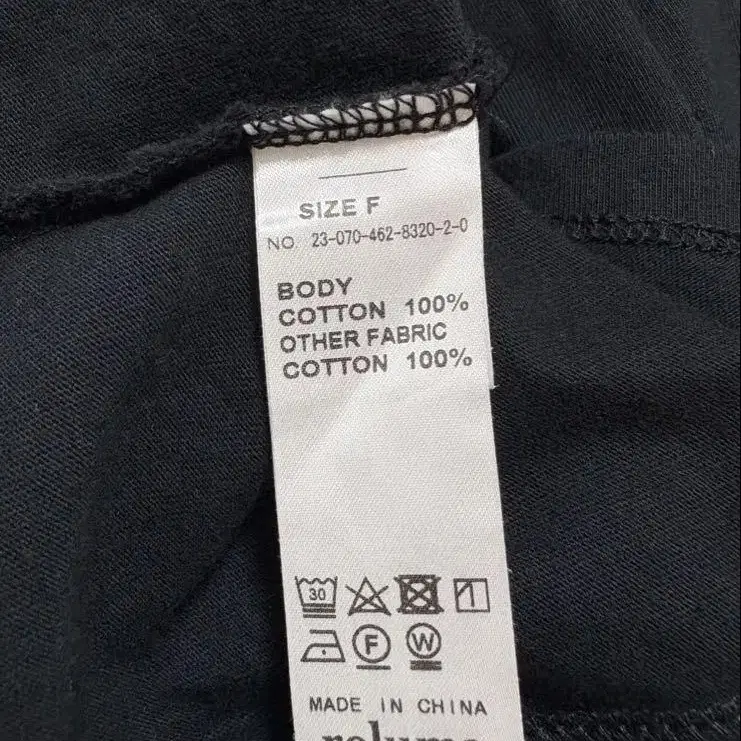 SIZE F
NO. 23-070-462-8320-2-0
BODY
COTTON 100%
OTHER FABRIC
COTTON 100%
30
F W
MADE IN CHINA